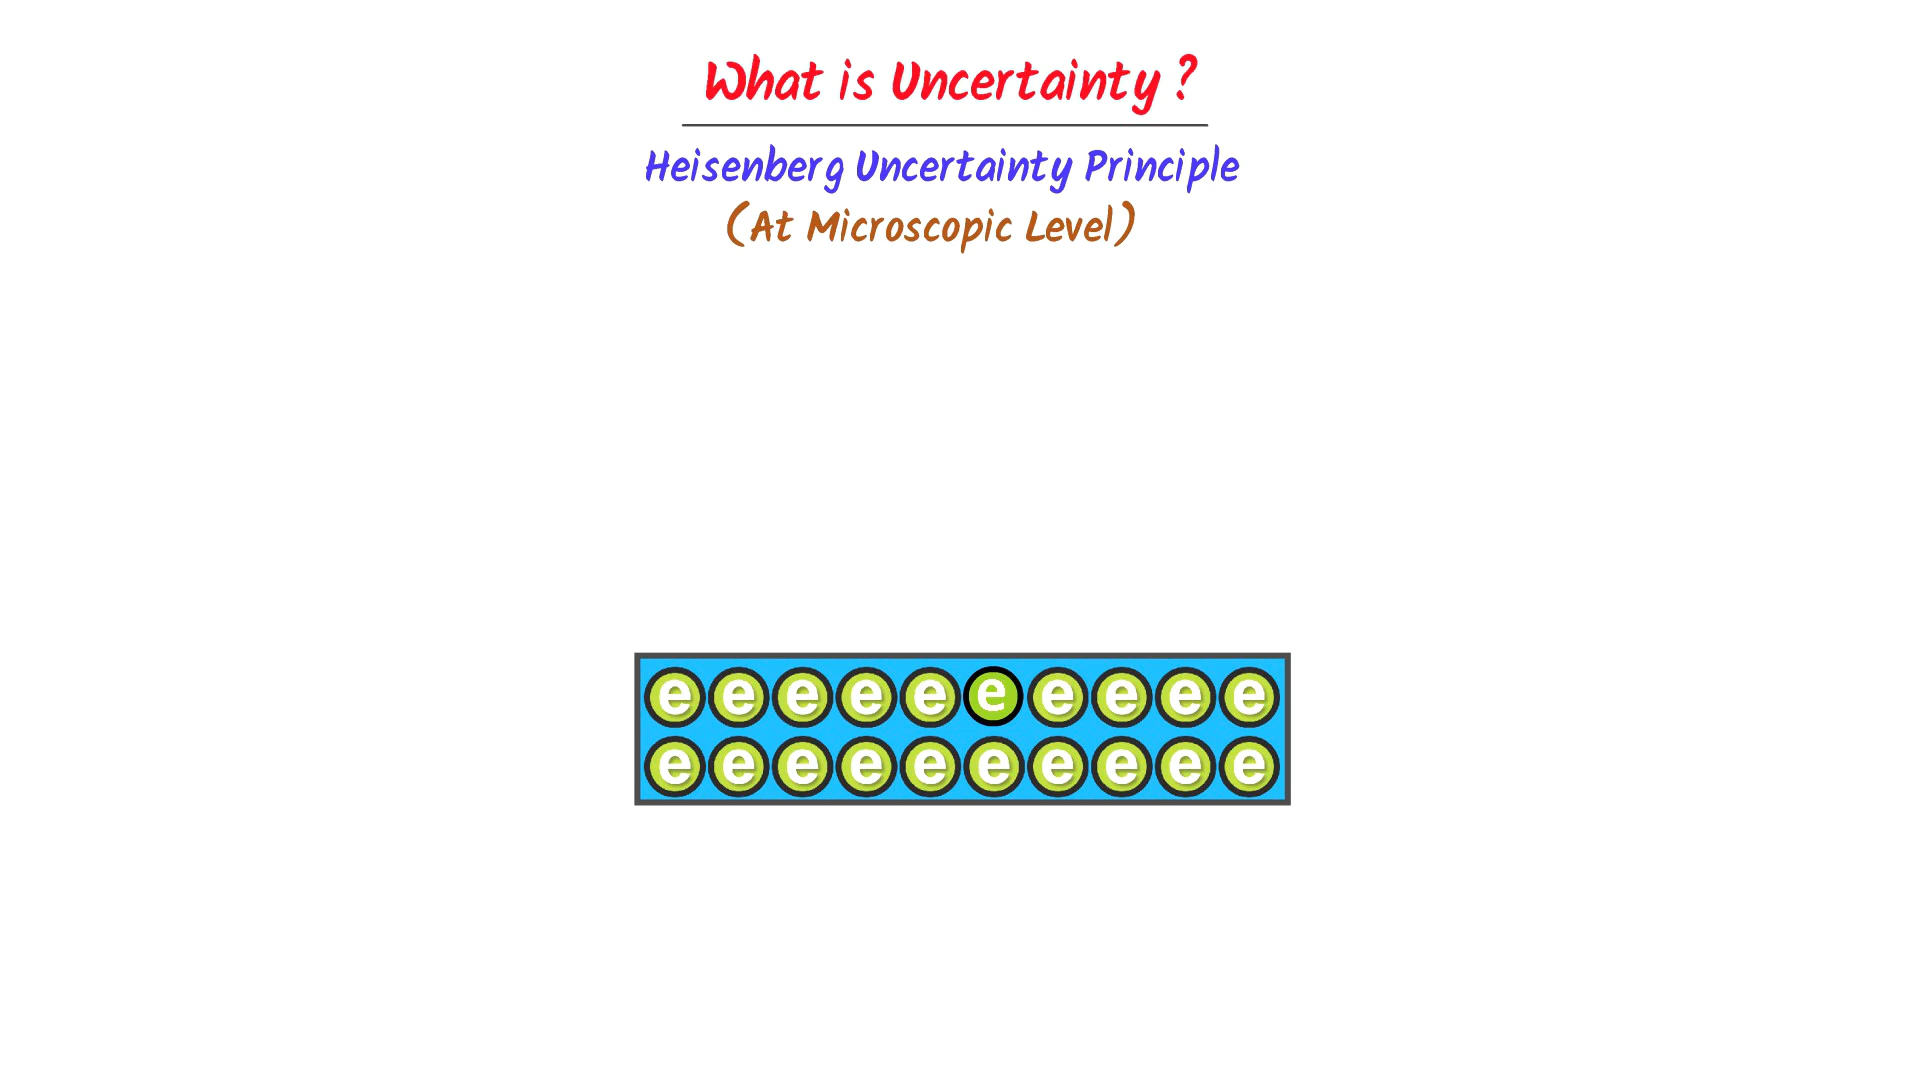 What is Uncertainty ?
Heisenberg Uncertainty Principle
(At Microscopic Level)
e e e e e e e e e e
e e e e e e e e e e